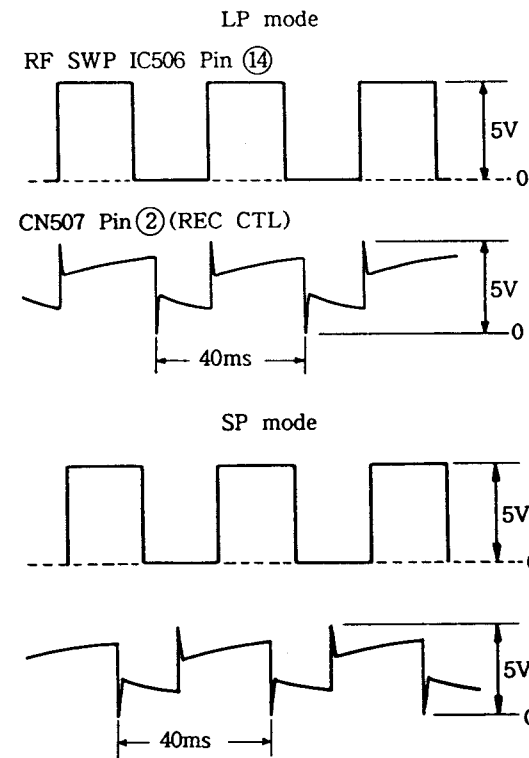 LP mode
RF SWP IC506 Pin ⑭
5V
0
CN507 Pin ② (REC CTL)
5V
0
40ms
SP mode
5V
0
5V
0
40ms